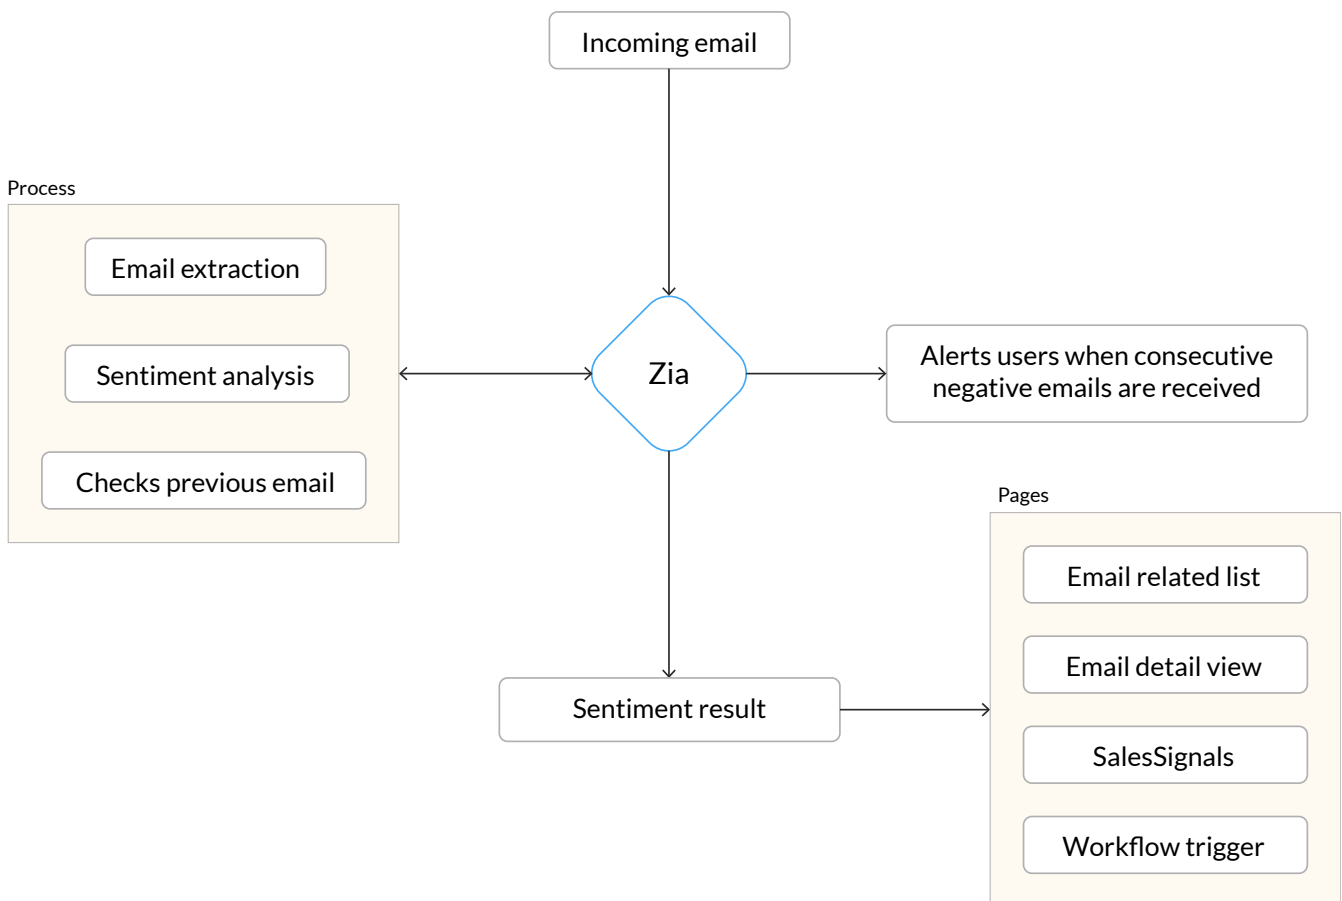 Incoming email
Process
Email extraction
Sentiment analysis
Checks previous email
Zia
Alerts users when consecutive
negative emails are received
Sentiment result
Pages
Email related list
Email detail view
SalesSignals
Workflow trigger